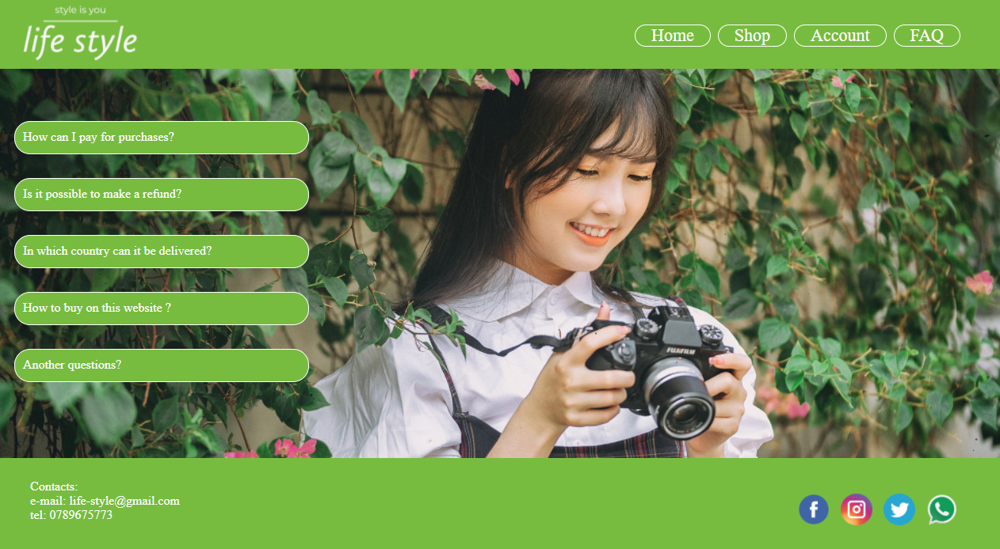 style is you
life style
Home
Shop
Account
FAQ
How can I pay for purchases?
Is it possible to make a refund?
In which country can it be delivered?
How to buy on this website ?
Another questions?
FUJIFILM
Contacts:
e-mail: life-style@gmail.com
tel: 0789675773